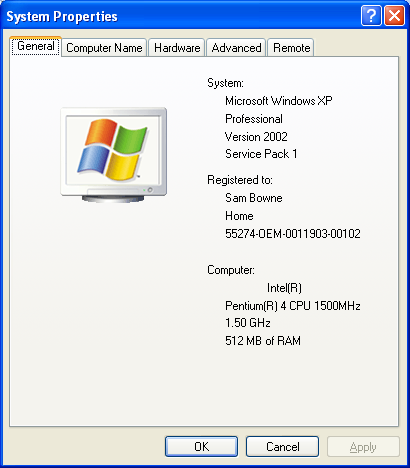 System Properties
General
Computer Name
Hardware
Advanced
Remote
System:
Microsoft Windows XP
Professional
Version 2002
Service Pack 1
Registered to:
Sam Bowne
Home
55274-OEM-0011903-00102
Computer:
Intel(R)
Pentium(R) 4 CPU 1500MHz
1.50 GHz
512 MB of RAM
OK
Cancel
Apply